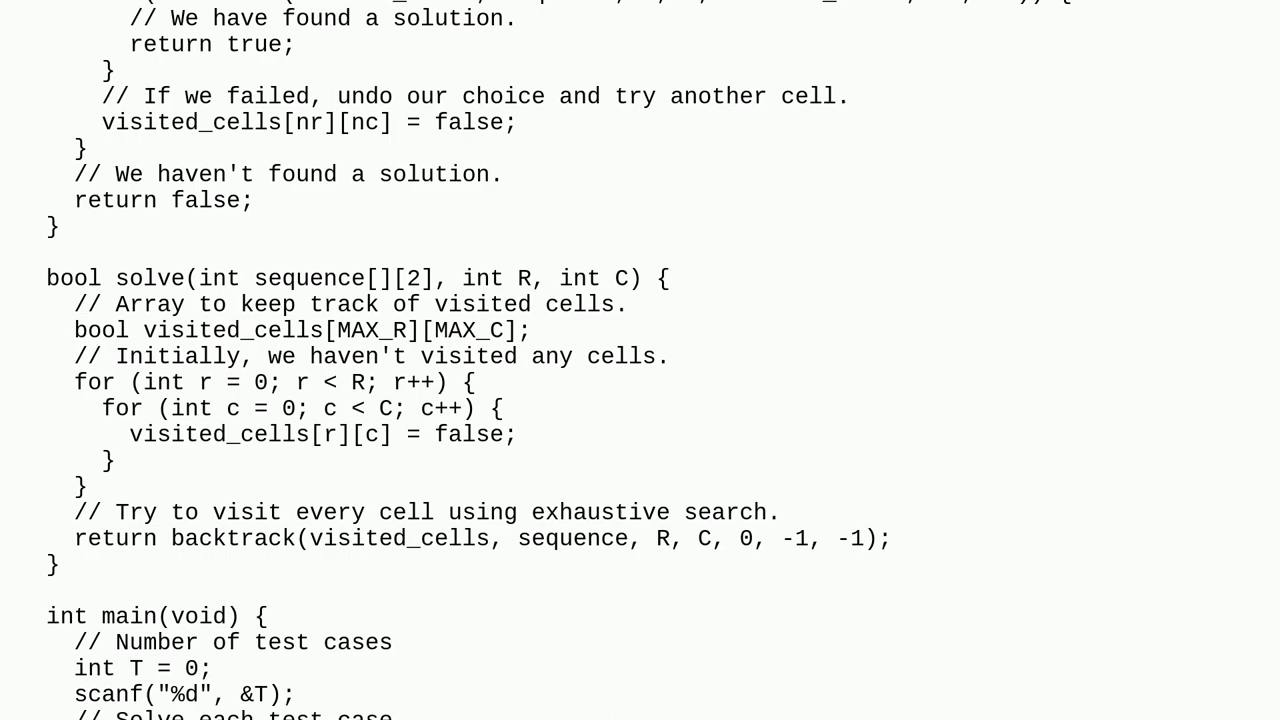 // We have found a solution.
return true;
}
// If we failed, undo our choice and try another cell.
visited_cells[nr][nc] = false;
}
// We haven't found a solution.
return false;
}
bool solve(int sequence[][2], int R, int C) {
// Array to keep track of visited cells.
bool visited_cells[MAX_R][MAX_C];
// Initially, we haven't visited any cells.
for (int r = 0; r < R; r++) {
for (int c = 0; c < C; c++) {
visited_cells[r][c] = false;
}
}
// Try to visit every cell using exhaustive search.
return backtrack(visited_cells, sequence, R, C, 0, -1, -1);
}
int main(void) {
// Number of test cases
int T = 0;
scanf("%d", &T);
// Solve each test case